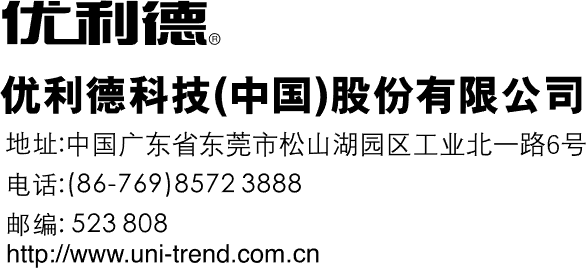 优利德®
优利德科技(中国)股份有限公司
地址:中国广东省东莞市松山湖园区工业北一路6号
电话:(86-769)8572 3888
邮编: 523 808
http://www.uni-trend.com.cn